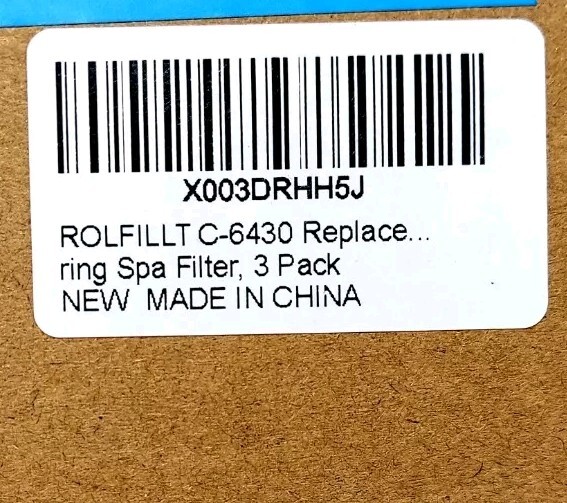 X003DRHH5J
ROLFILLT C-6430 Replace...
ring Spa Filter, 3 Pack
NEW MADE IN CHINA